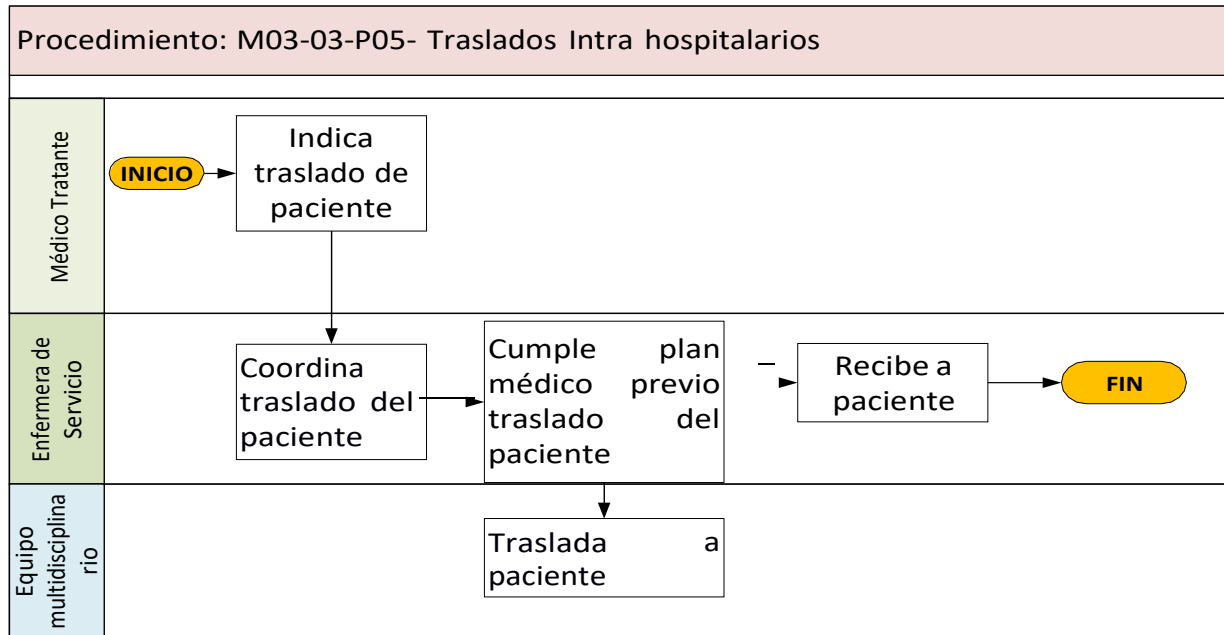 Procedimiento: M03-03-P05- Traslados Intra hospitalarios
Médico Tratante
INICIO
Indica
traslado de
paciente
Enfermera de
Servicio
Coordina
traslado del
paciente
Cumple plan
médico previo
traslado del
paciente
Recibe a
paciente
FIN
Equipo
multidisciplina
rio
Traslada a
paciente